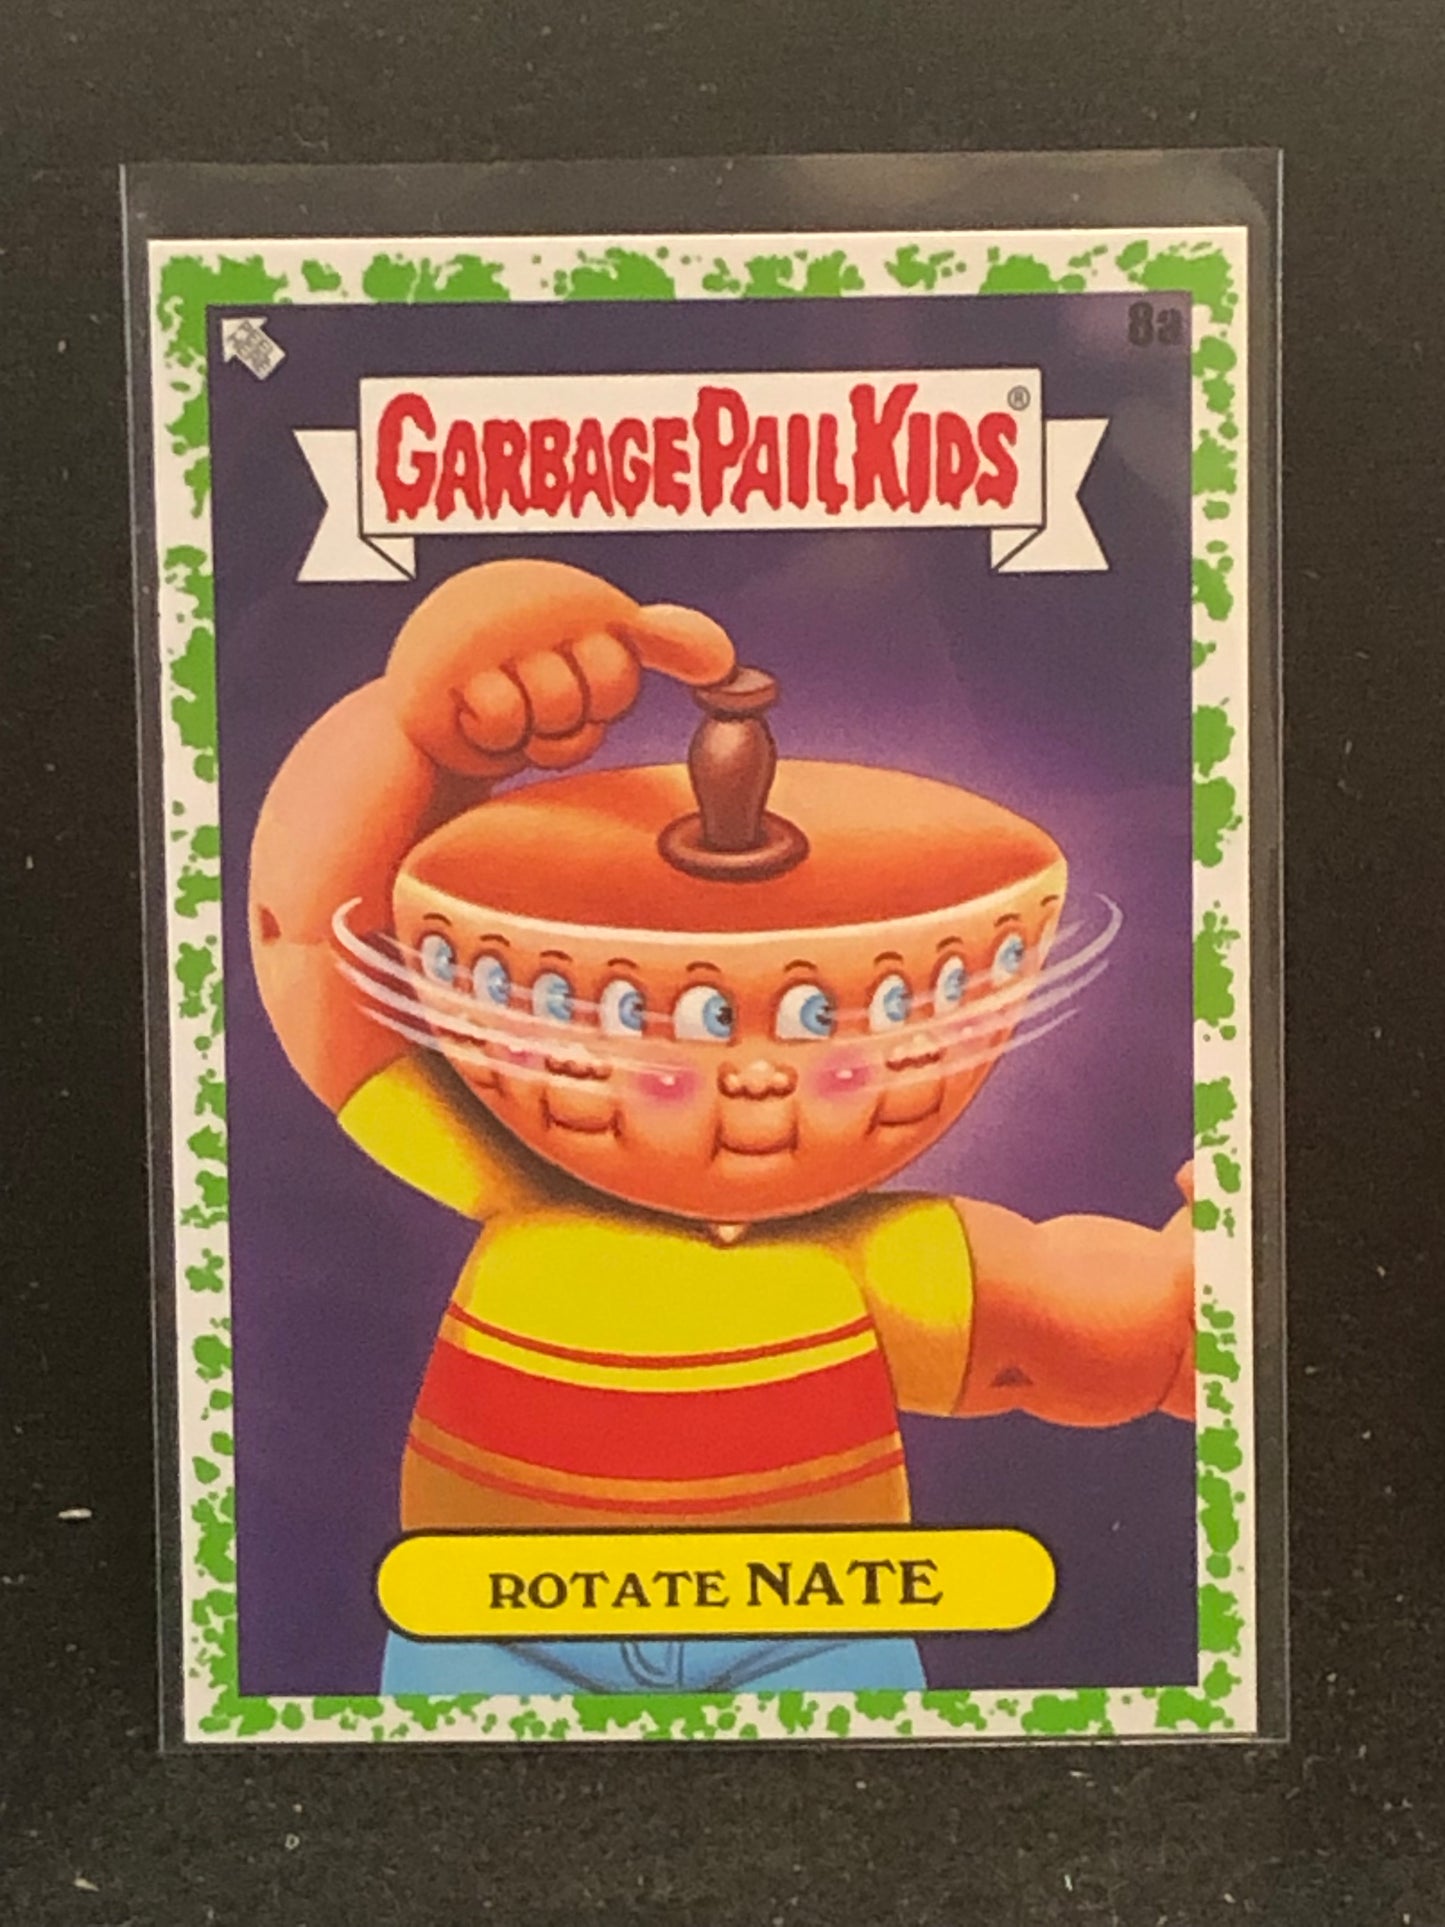 8a
GARBAGE PAIL KIDS®
ROTATE NATE